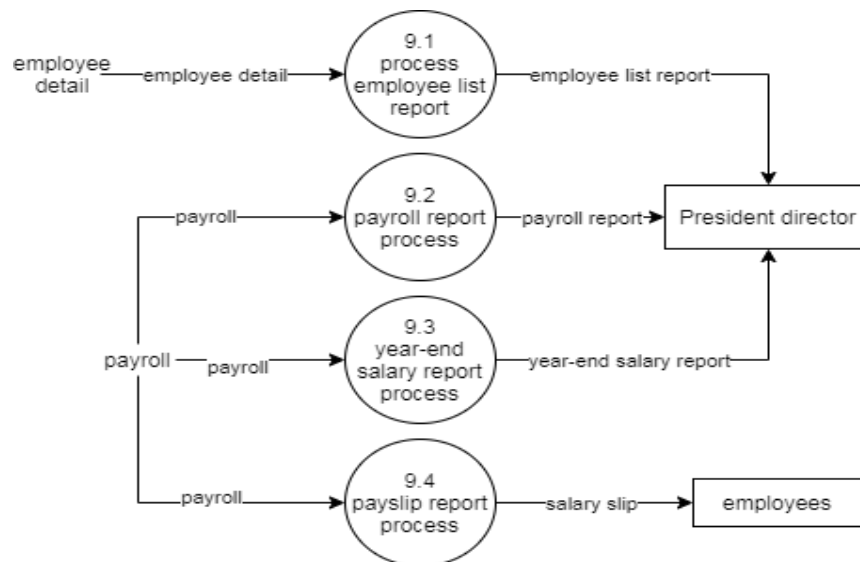 employee
detail
employee detail
9.1
process
employee list
report
employee list report
payroll
9.2
payroll report
process
payroll report
President director
payroll
payroll
9.3
year-end
salary report
process
year-end salary report
payroll
9.4
payslip report
process
salary slip
employees